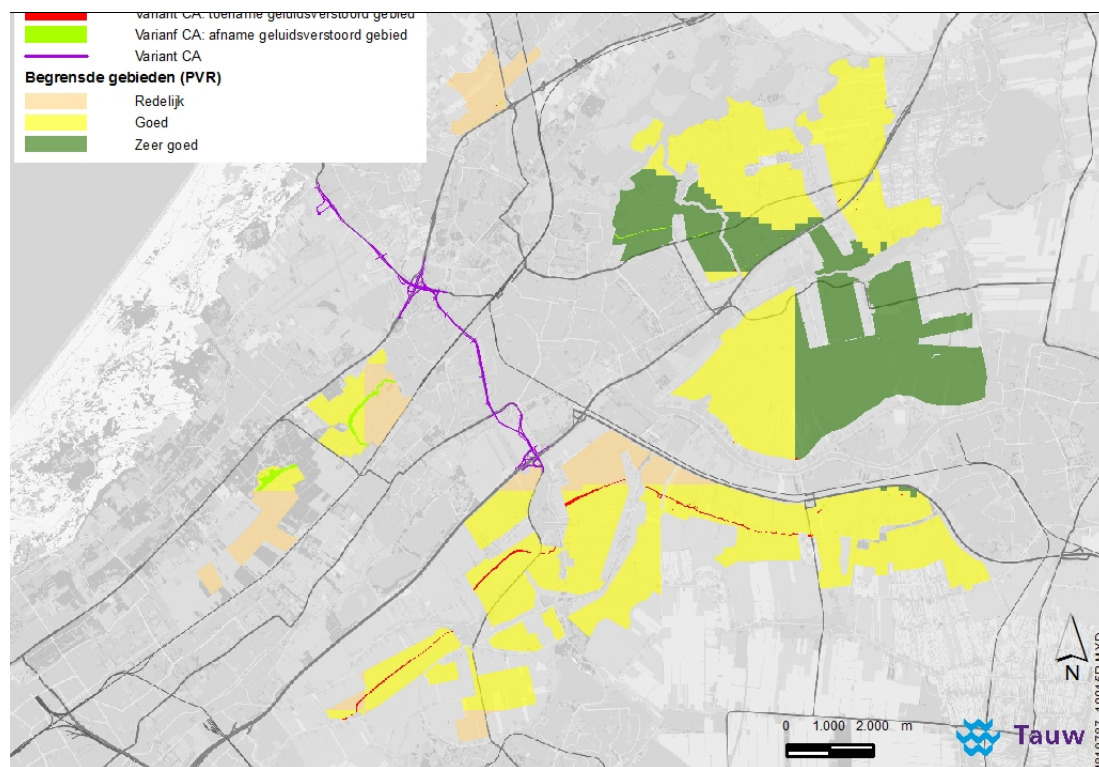 Variant CA: toename geluidsverstoord gebied
Variant CA: afname geluidsverstoord gebied
Variant CA
Begrensde gebieden (PVR)
Redelijk
Goed
Zeer goed
N
0 1.000 2.000 m
Tauw